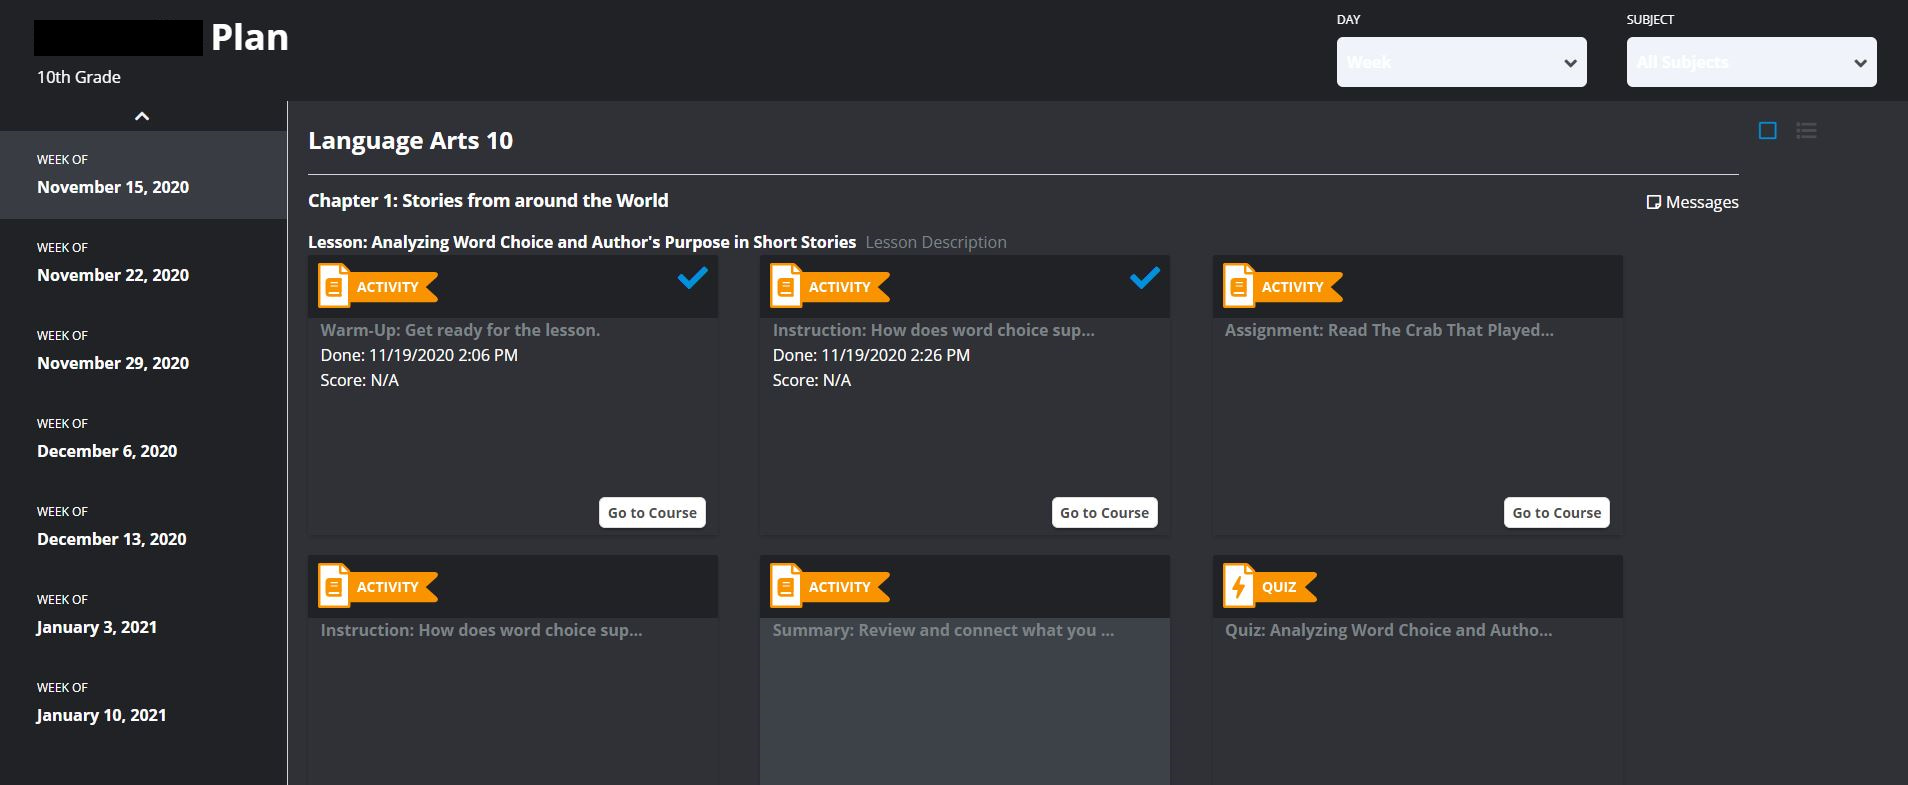 Plan
10th Grade
DAY
Week
SUBJECT
All Subjects
WEEK OF
November 15, 2020
WEEK OF
November 22, 2020
WEEK OF
November 29, 2020
WEEK OF
December 6, 2020
WEEK OF
December 13, 2020
WEEK OF
January 3, 2021
WEEK OF
January 10, 2021
Language Arts 10
Chapter 1: Stories from around the World
Messages
Lesson: Analyzing Word Choice and Author's Purpose in Short Stories Lesson Description
ACTIVITY
Warm-Up: Get ready for the lesson.
Done: 11/19/2020 2:06 PM
Score: N/A
Go to Course
ACTIVITY
Instruction: How does word choice sup...
Done: 11/19/2020 2:26 PM
Score: N/A
Go to Course
ACTIVITY
Assignment: Read The Crab That Played...
Go to Course
ACTIVITY
Instruction: How does word choice sup...
ACTIVITY
Summary: Review and connect what you ...
QUIZ
Quiz: Analyzing Word Choice and Autho...